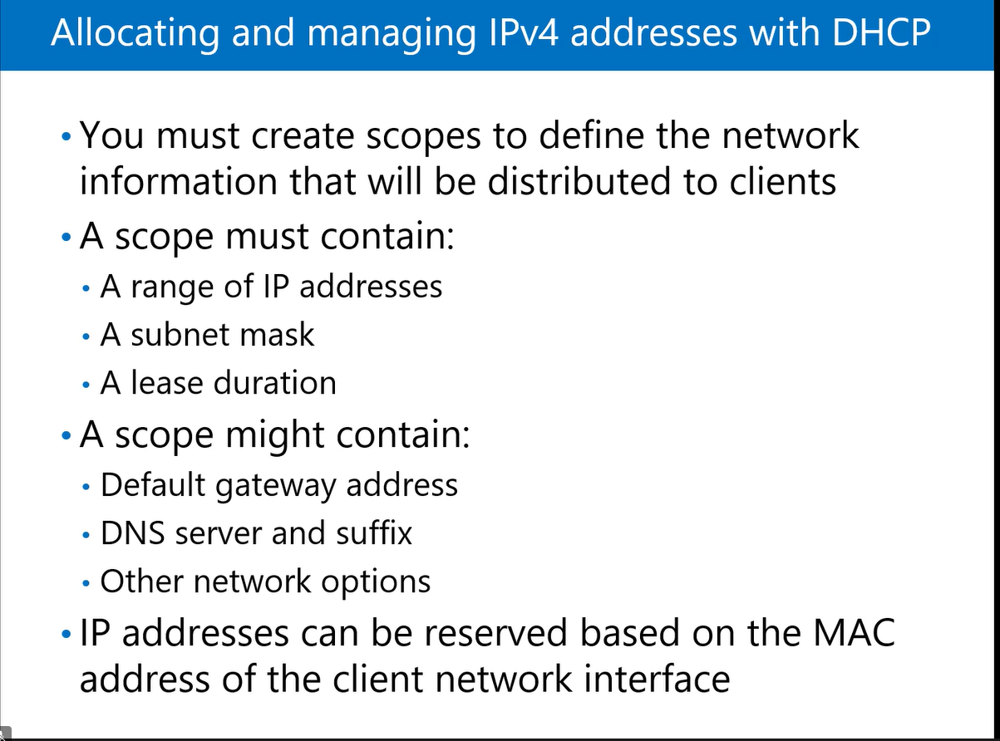 Allocating and managing IPv4 addresses with DHCP
• You must create scopes to define the network
information that will be distributed to clients
• A scope must contain:
• A range of IP addresses
• A subnet mask
• A lease duration
• A scope might contain:
• Default gateway address
• DNS server and suffix
• Other network options
• IP addresses can be reserved based on the MAC
address of the client network interface